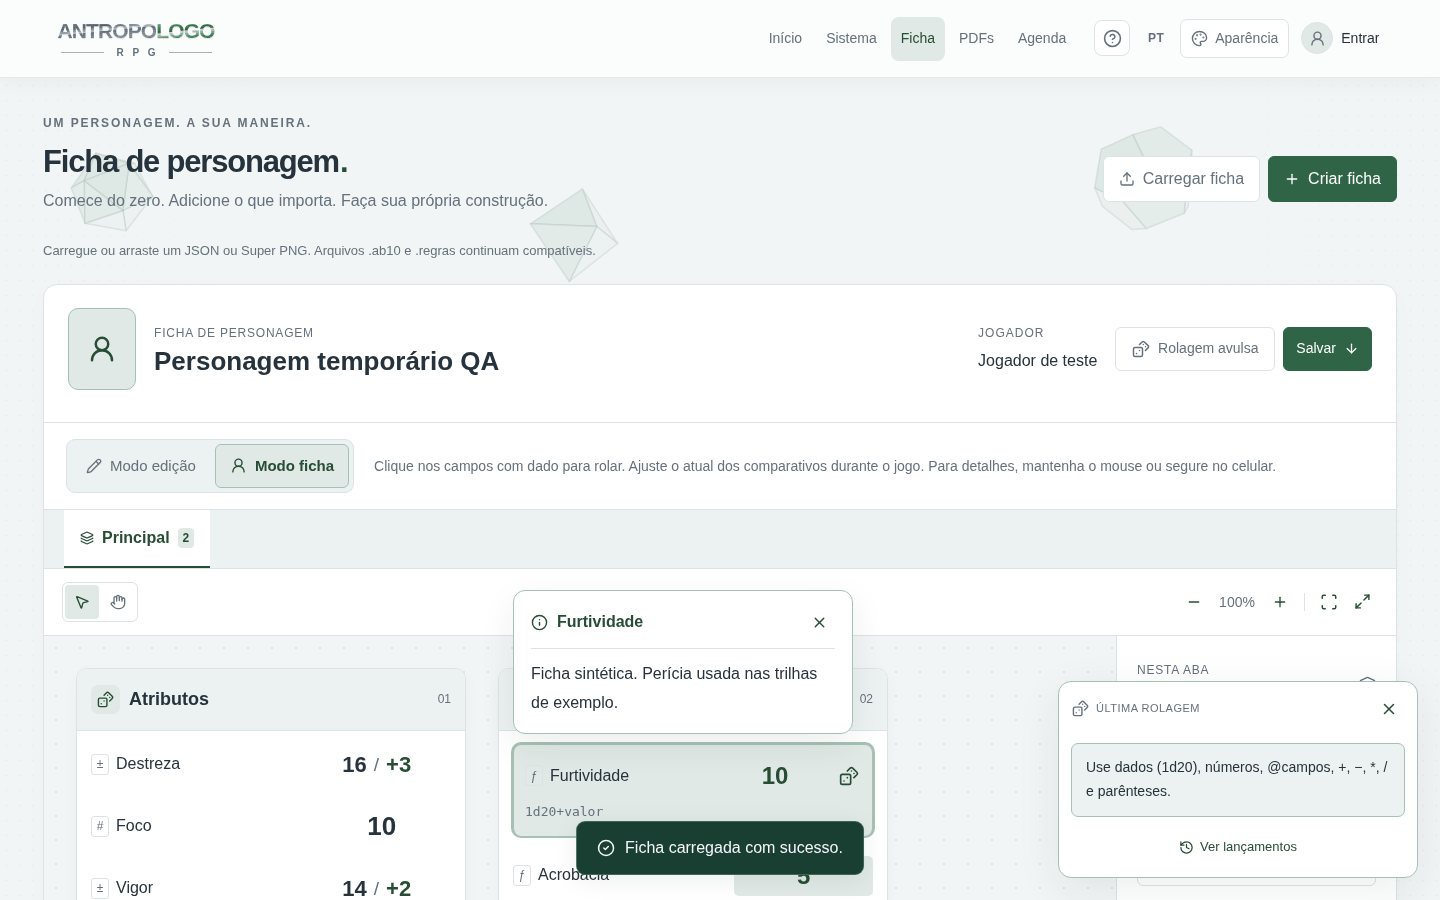 ANTROPOLOGO
RPG
Início Sistema Ficha PDFs Agenda PT Aparência Entrar
UM PERSONAGEM. A SUA MANEIRA.
Ficha de personagem.
Comece do zero. Adicione o que importa. Faça sua própria construção.
Carregar ficha
Criar ficha
Carregue ou arraste um JSON ou Super PNG. Arquivos .ab10 e .regras continuam compatíveis.
FICHA DE PERSONAGEM
Personagem temporário QA
JOGADOR
Jogador de teste
Rolagem avulsa
Salvar
Modo edição
Modo ficha
Clique nos campos com dado para rolar. Ajuste o atual dos comparativos durante o jogo. Para detalhes, mantenha o mouse ou segure no celular.
Principal 2
100%
Furtividade
Ficha sintética. Perícia usada nas trilhas
de exemplo.
Atributos 01
± Destreza 16 / +3
# Foco 10
± Vigor 14 / +2
02
ƒ Furtividade 10
1d20+valor
ƒ Acrobacia 5
Ficha carregada com sucesso.
NESTA ABA
ÚLTIMA ROLAGEM
Use dados (1d20), números, @campos, +, −, *, /
e parênteses.
Ver lançamentos